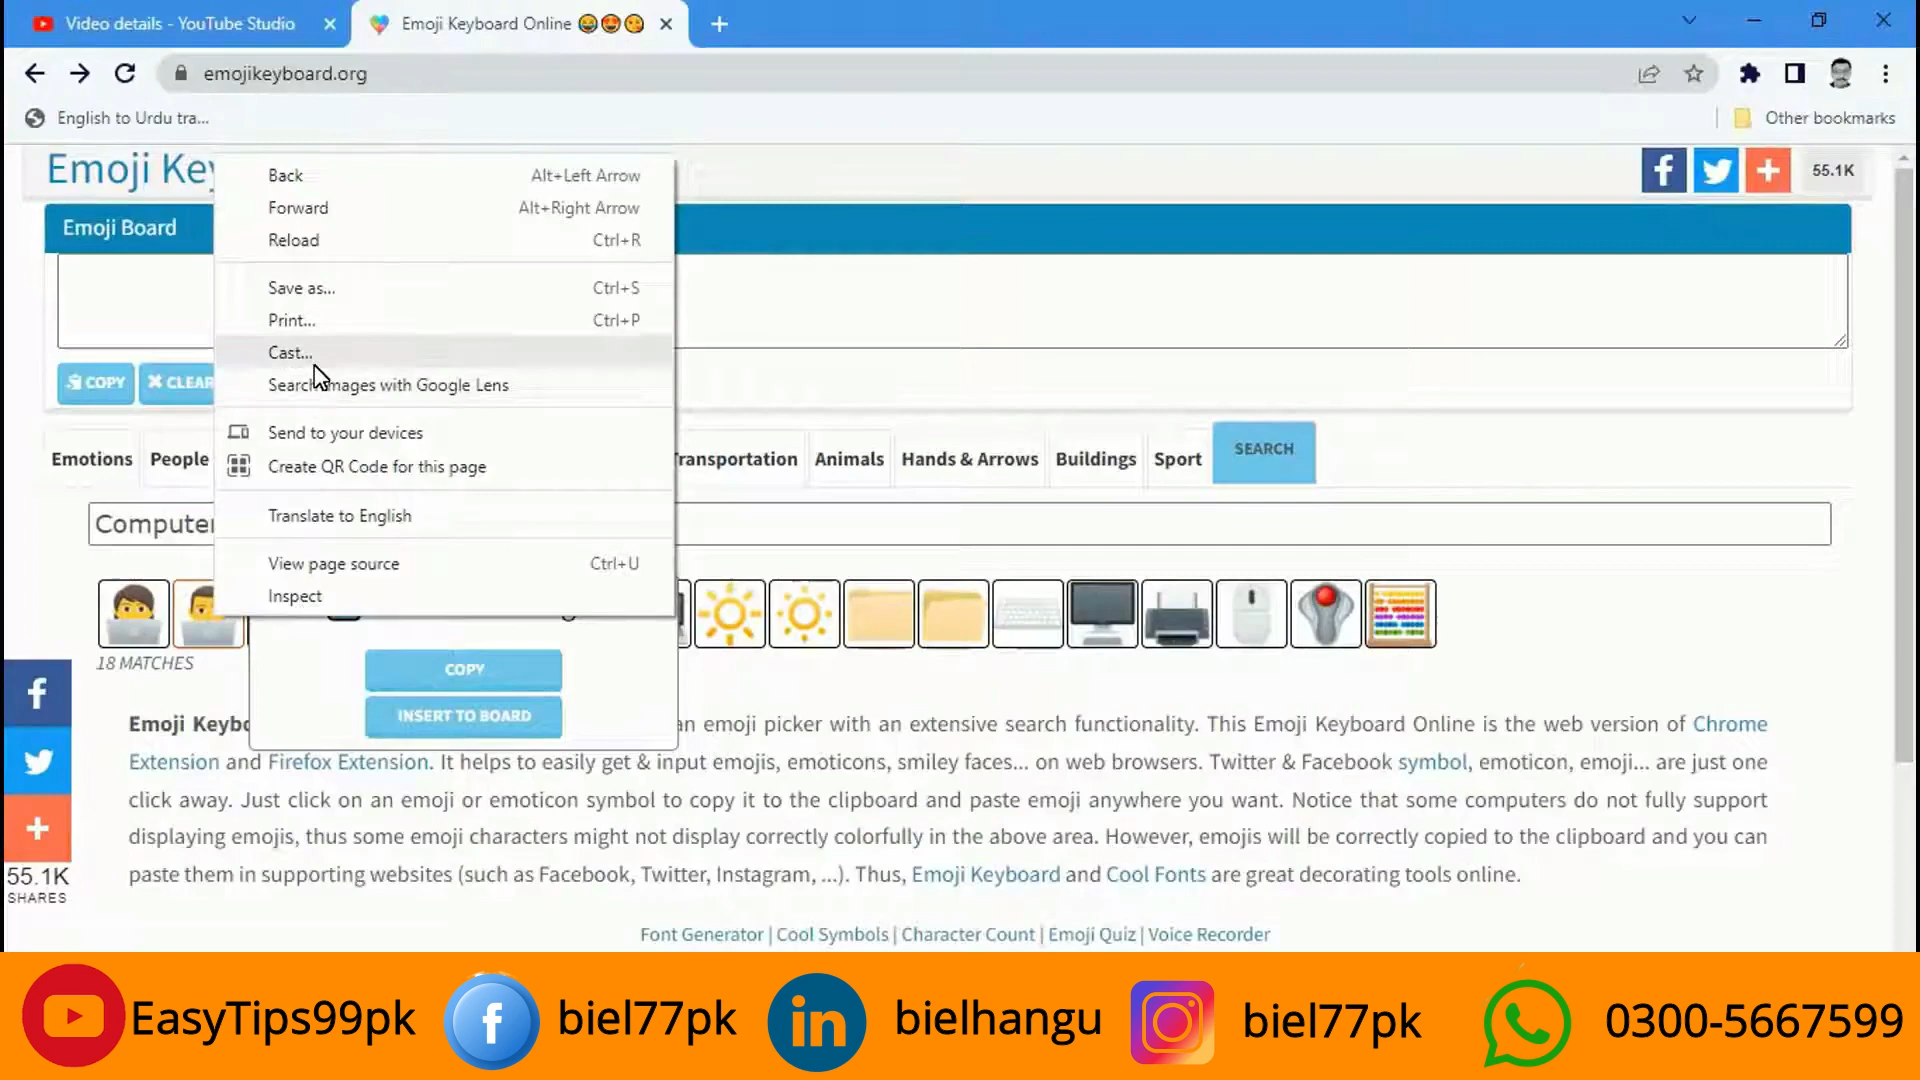 Video details - YouTube Studio
Emoji Keyboard Online 😂😍😘
emojikeyboard.org
English to Urdu tra...
Other bookmarks
Emoji Key
55.1K
Emoji Board
Back Alt+Left Arrow
Forward Alt+Right Arrow
Reload Ctrl+R
Save as... Ctrl+S
Print... Ctrl+P
Cast...
Search images with Google Lens
Send to your devices
Create QR Code for this page
Translate to English
View page source Ctrl+U
Inspect
COPY CLEAR
Emotions People Transportation Animals Hands & Arrows Buildings Sport SEARCH
Computer
18 MATCHES
COPY
INSERT TO BOARD
Emoji Keybo an emoji picker with an extensive search functionality. This Emoji Keyboard Online is the web version of Chrome
Extension and Firefox Extension. It helps to easily get & input emojis, emoticons, smiley faces... on web browsers. Twitter & Facebook symbol, emoticon, emoji... are just one
click away. Just click on an emoji or emoticon symbol to copy it to the clipboard and paste emoji anywhere you want. Notice that some computers do not fully support
displaying emojis, thus some emoji characters might not display correctly colorfully in the above area. However, emojis will be correctly copied to the clipboard and you can
paste them in supporting websites (such as Facebook, Twitter, Instagram, ...). Thus, Emoji Keyboard and Cool Fonts are great decorating tools online.
55.1K
SHARES
Font Generator | Cool Symbols | Character Count | Emoji Quiz | Voice Recorder
EasyTips99pk biel77pk bielhangu biel77pk 0300-5667599